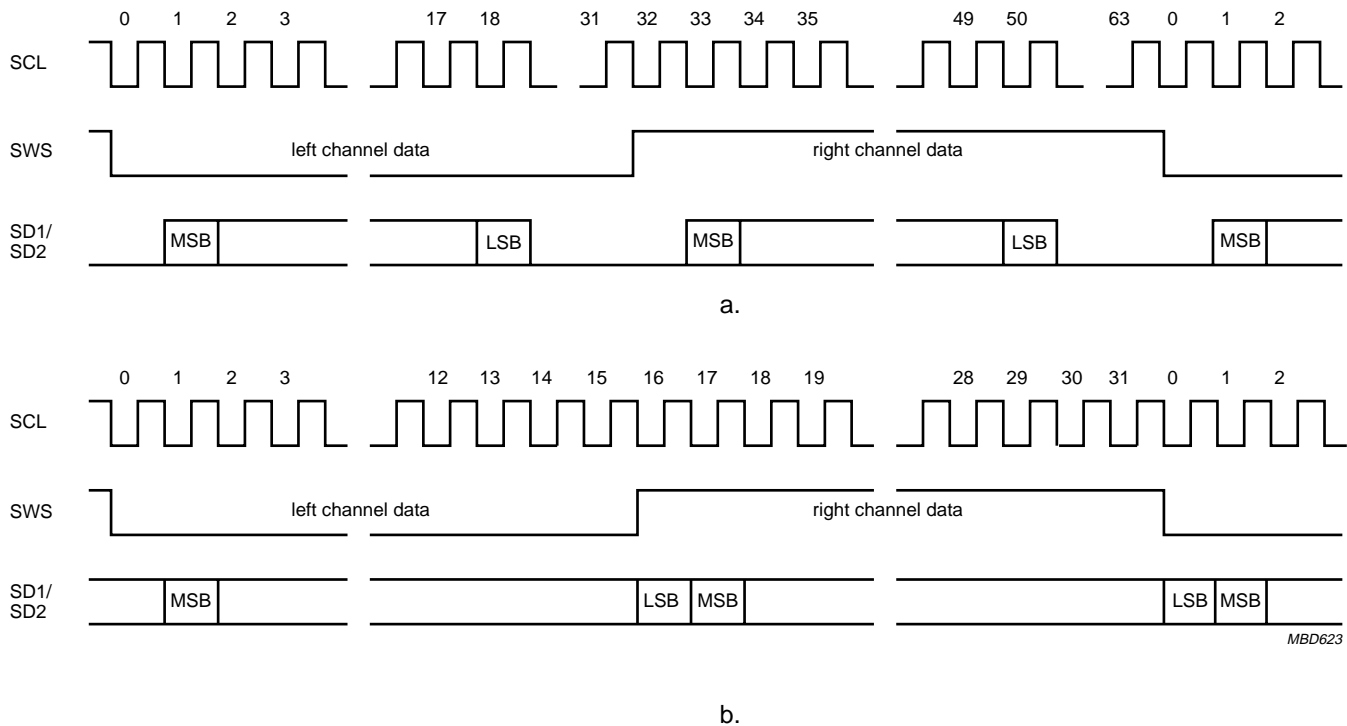 0 1 2 3 17 18 31 32 33 34 35 49 50 63 0 1 2
SCL
SWS left channel data right channel data
SD1/
SD2
MSB LSB MSB LSB MSB
a.
0 1 2 3 12 13 14 15 16 17 18 19 28 29 30 31 0 1 2
SCL
SWS left channel data right channel data
SD1/
SD2
MSB LSB MSB LSB MSB
MBD623
b.